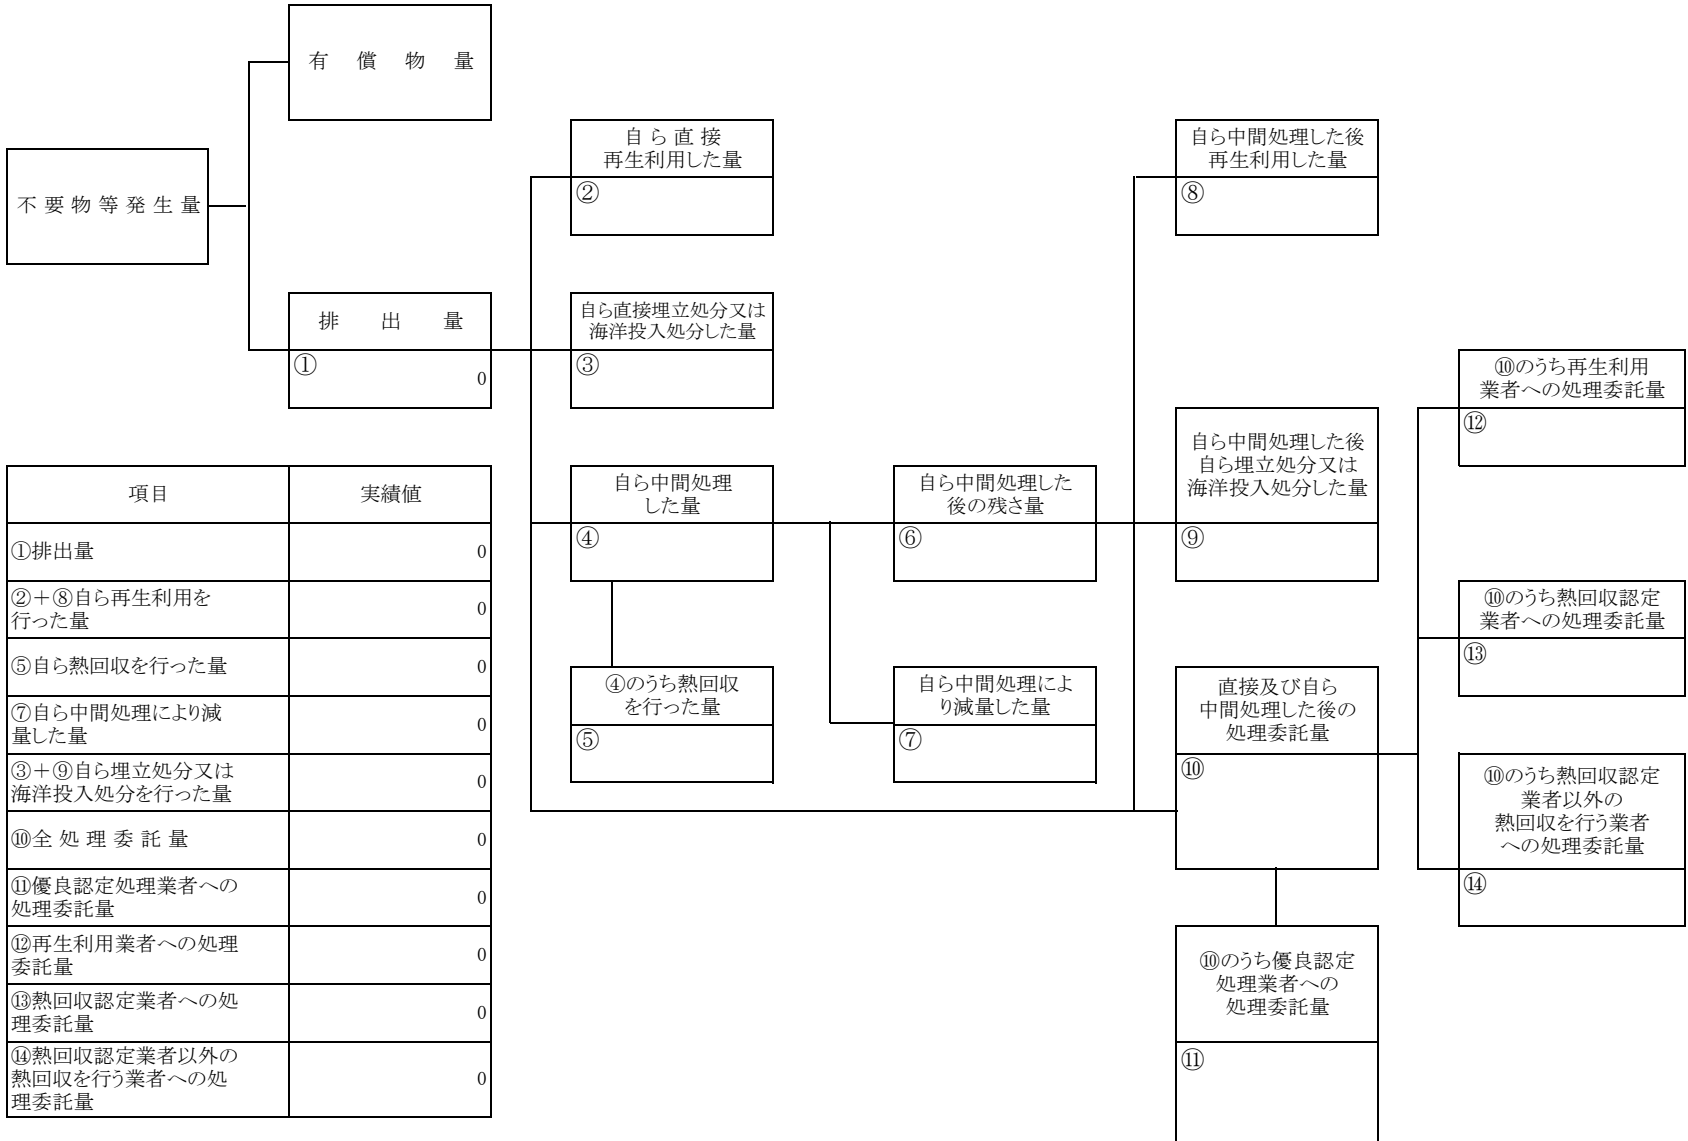 有償物量
不要物等発生量
排出量
①
0
自ら直接
再生利用した量
②
自ら直接埋立処分又は
海洋投入処分した量
③
自ら中間処理
した量
④
④のうち熱回収
を行った量
⑤
自ら中間処理した
後の残さ量
⑥
自ら中間処理によ
り減量した量
⑦
自ら中間処理した後
再生利用した量
⑧
自ら中間処理した後
自ら埋立処分又は
海洋投入処分した量
⑨
直接及び自ら
中間処理した後の
処理委託量
⑩
⑩のうち優良認定
処理業者への
処理委託量
⑪
⑩のうち再生利用
業者への処理委託量
⑫
⑩のうち熱回収認定
業者への処理委託量
⑬
⑩のうち熱回収認定
業者以外の
熱回収を行う業者
への処理委託量
⑭
項目 実績値
①排出量 0
②+⑧自ら再生利用を
行った量 0
⑤自ら熱回収を行った量 0
⑦自ら中間処理により減
量した量 0
③+⑨自ら埋立処分又は
海洋投入処分を行った量 0
⑩全処理委託量 0
⑪優良認定処理業者への
処理委託量 0
⑫再生利用業者への処理
委託量 0
⑬熱回収認定業者への処
理委託量 0
⑭熱回収認定業者以外の
熱回収を行う業者への処 0
理委託量